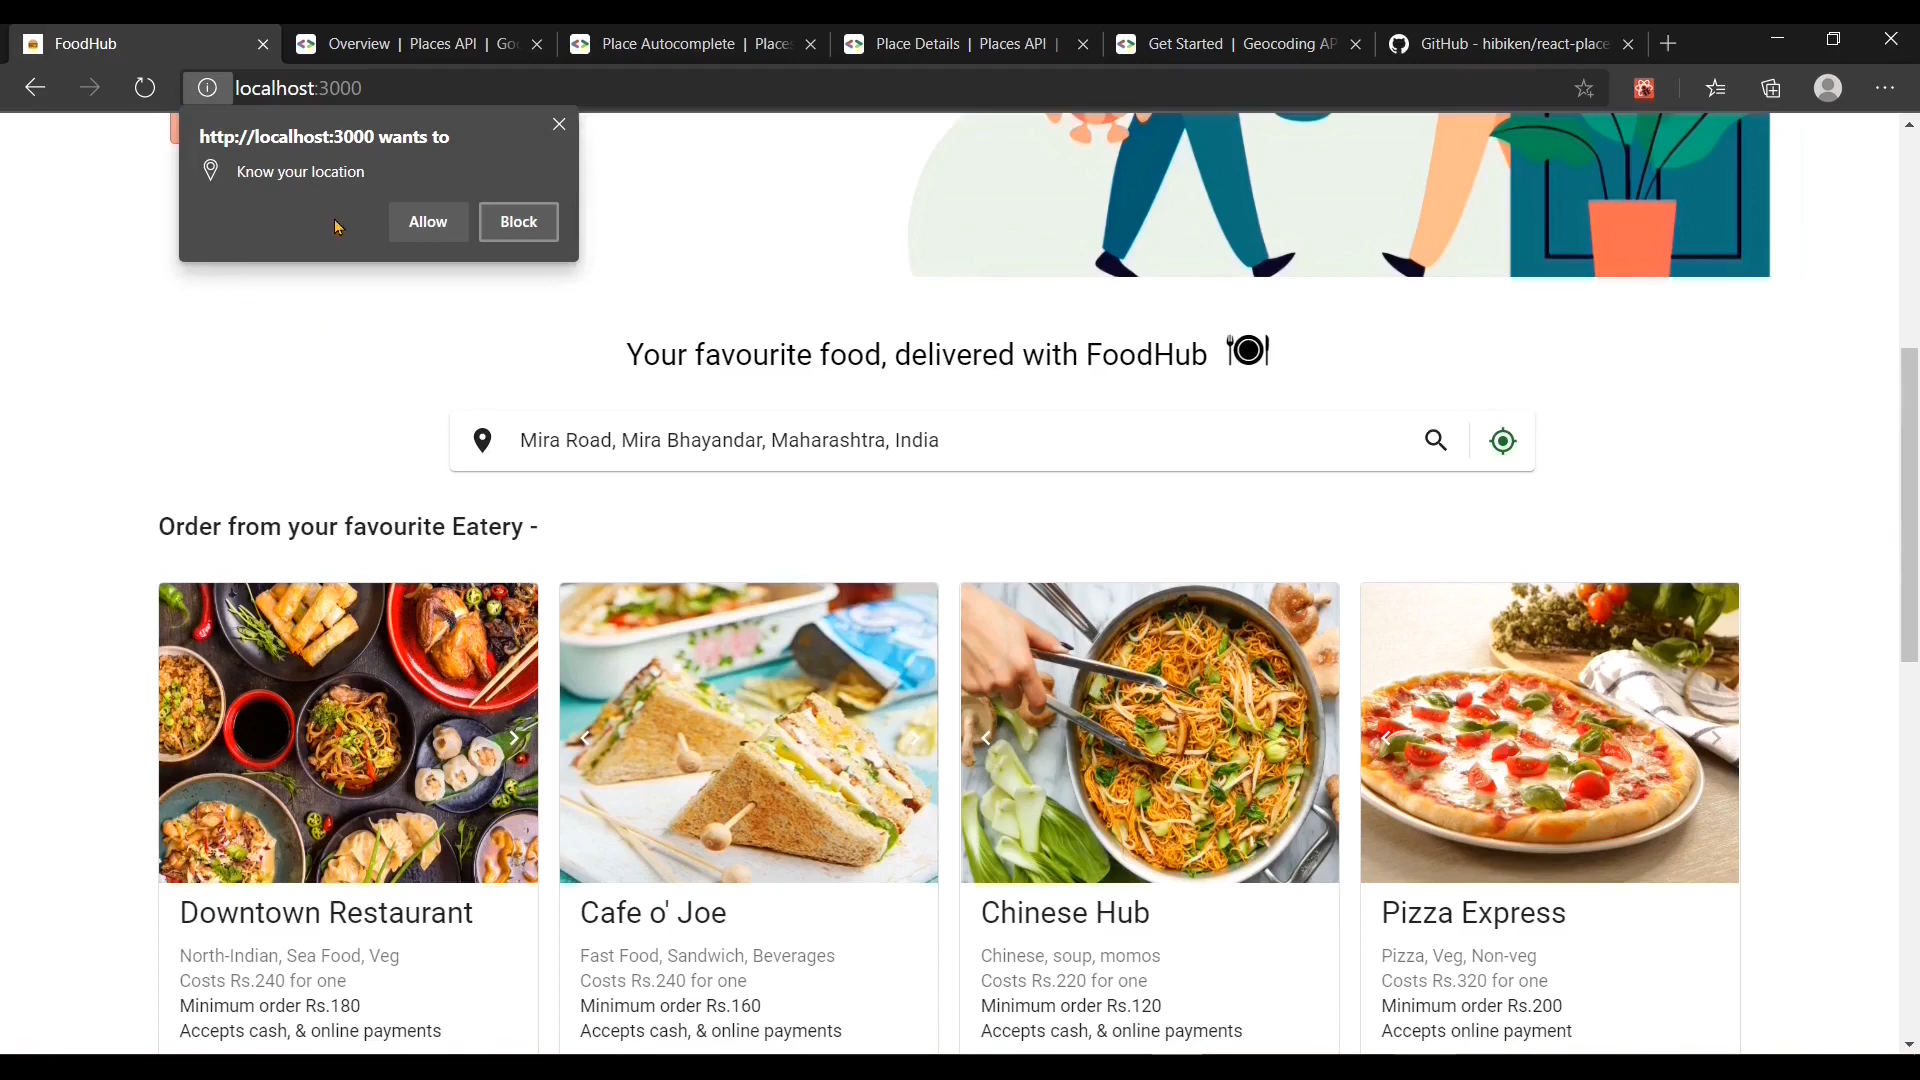 FoodHub
Overview | Places API | Go
Place Autocomplete | Places
Place Details | Places API |
Get Started | Geocoding AP
GitHub - hibiken/react-place
localhost:3000
http://localhost:3000 wants to
Know your location
Allow
Block
Your favourite food, delivered with FoodHub
Mira Road, Mira Bhayandar, Maharashtra, India
Order from your favourite Eatery -
Downtown Restaurant
North-Indian, Sea Food, Veg
Costs Rs.240 for one
Minimum order Rs.180
Accepts cash, & online payments
Cafe o' Joe
Fast Food, Sandwich, Beverages
Costs Rs.240 for one
Minimum order Rs.160
Accepts cash, & online payments
Chinese Hub
Chinese, soup, momos
Costs Rs.220 for one
Minimum order Rs.120
Accepts cash, & online payments
Pizza Express
Pizza, Veg, Non-veg
Costs Rs.320 for one
Minimum order Rs.200
Accepts online payment